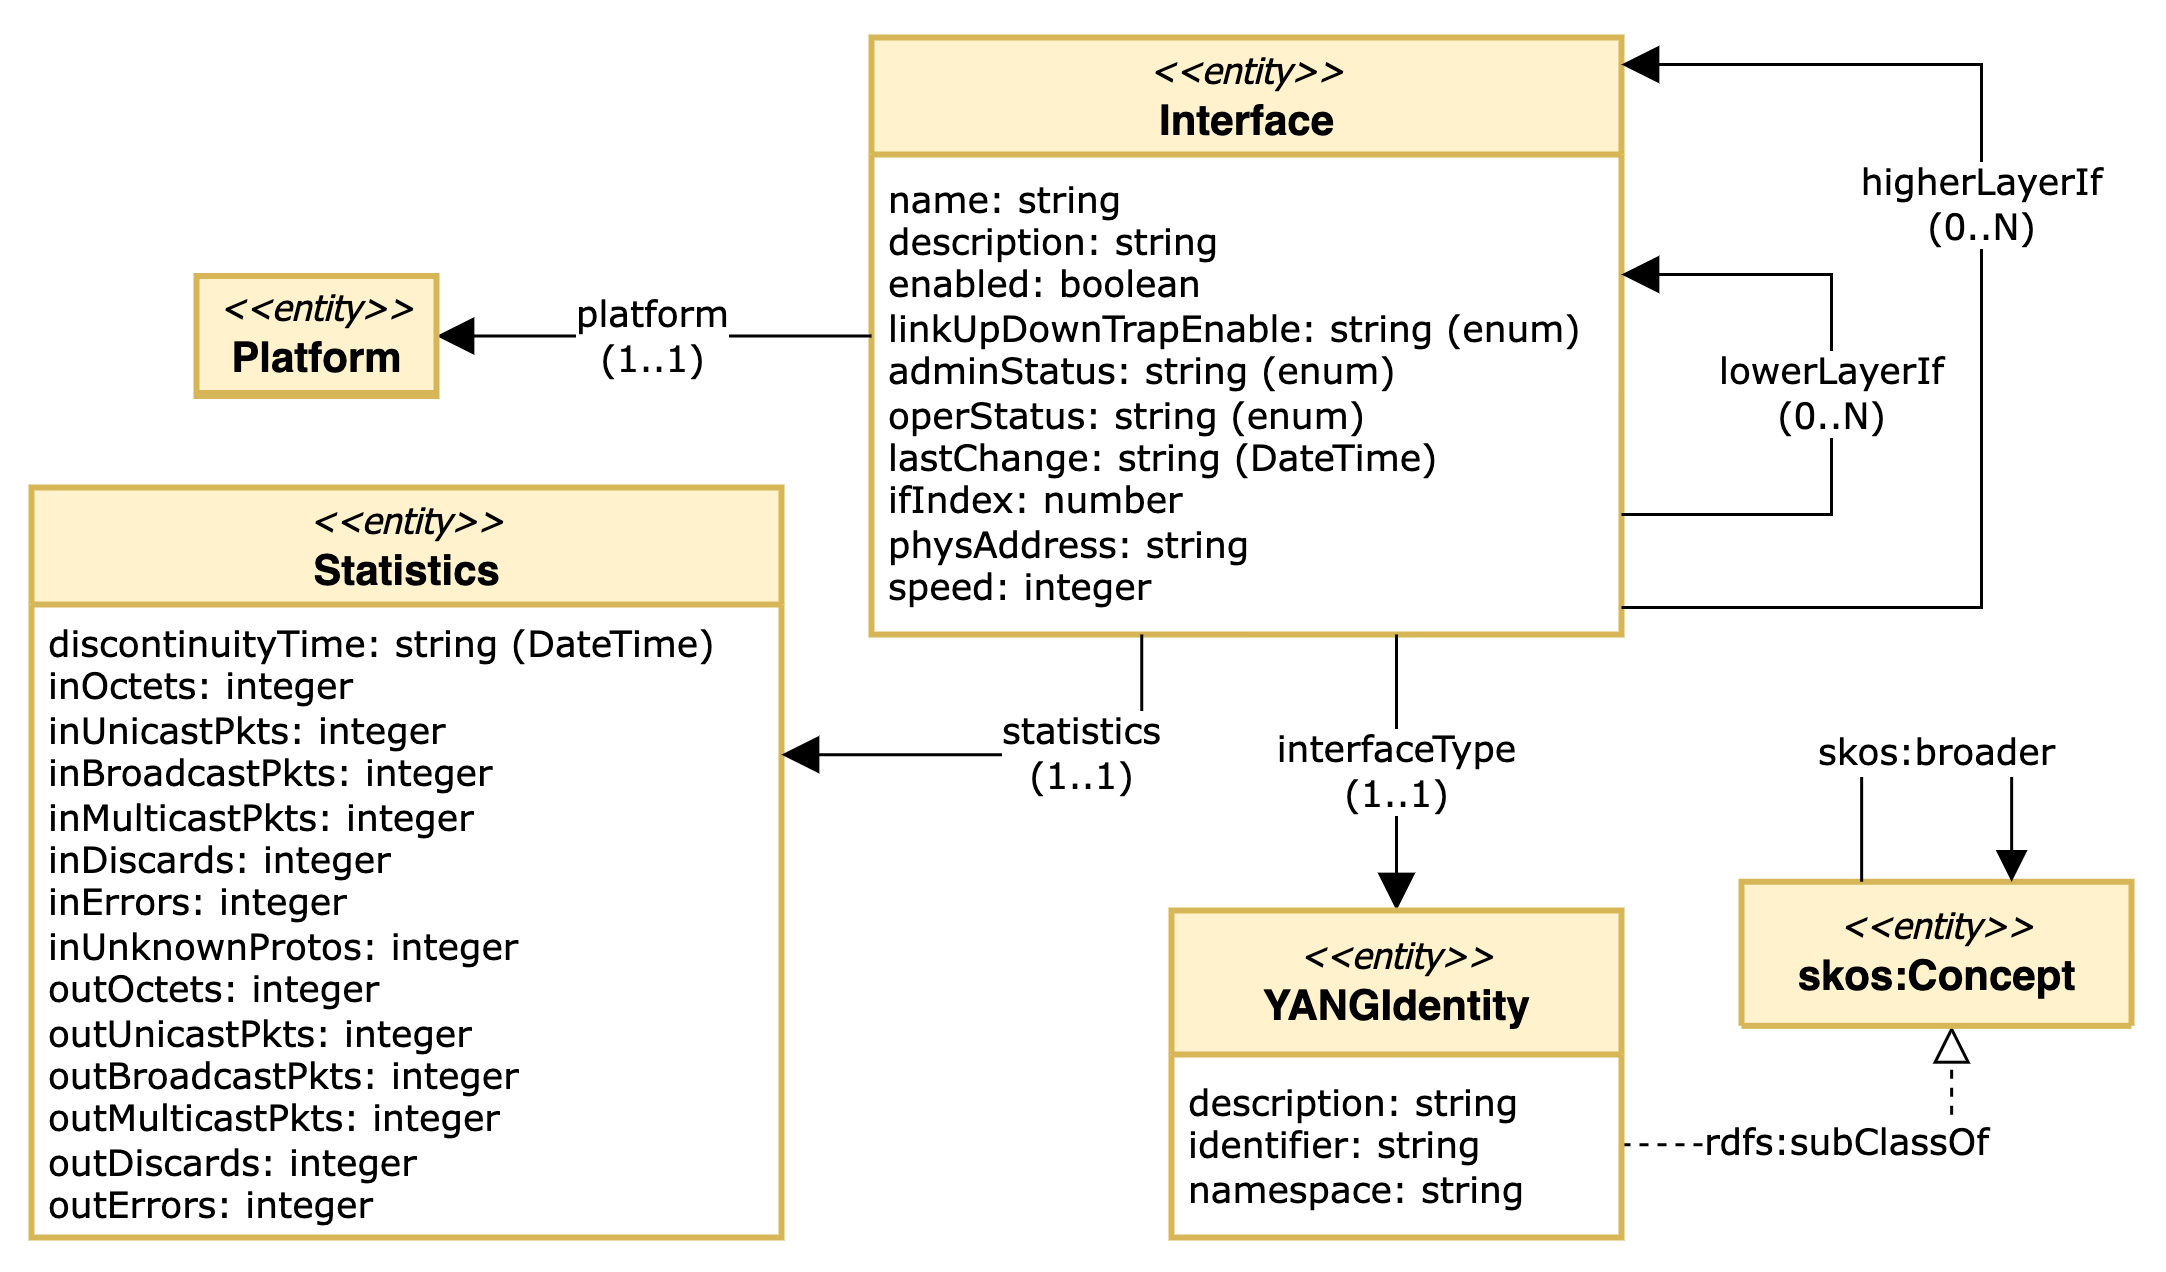 <<entity>>
Interface
name: string
description: string
enabled: boolean
linkUpDownTrapEnable: string (enum)
adminStatus: string (enum)
operStatus: string (enum)
lastChange: string (DateTime)
ifIndex: number
physAddress: string
speed: integer
higherLayerIf
(0..N)
lowerLayerIf
(0..N)
<<entity>>
Platform
platform
(1..1)
<<entity>>
Statistics
discontinuityTime: string (DateTime)
inOctets: integer
inUnicastPkts: integer
inBroadcastPkts: integer
inMulticastPkts: integer
inDiscards: integer
inErrors: integer
inUnknownProtos: integer
outOctets: integer
outUnicastPkts: integer
outBroadcastPkts: integer
outMulticastPkts: integer
outDiscards: integer
outErrors: integer
statistics
(1..1)
interfaceType
(1..1)
<<entity>>
YANGIdentity
description: string
identifier: string
namespace: string
skos:broader
<<entity>>
skos:Concept
rdfs:subClassOf